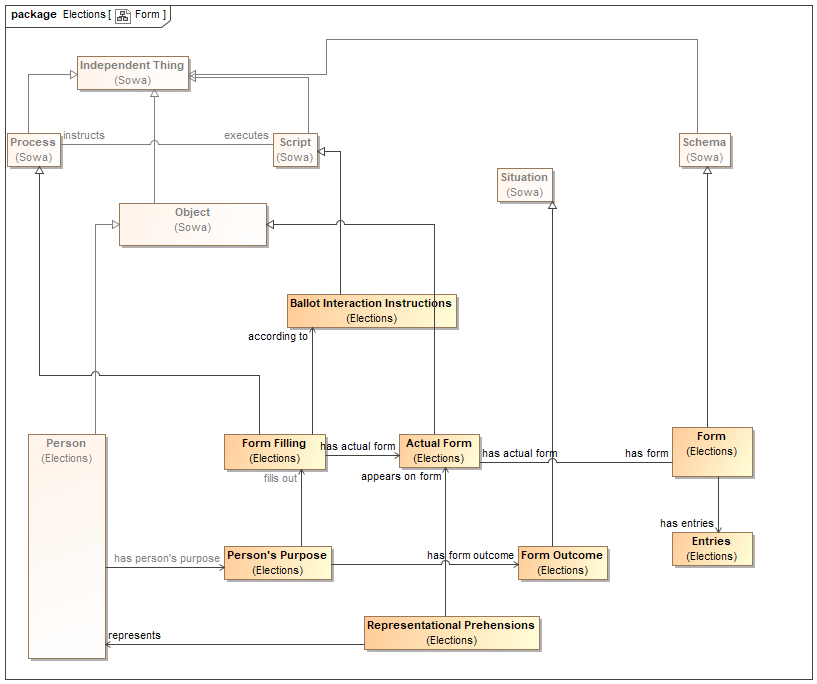 package Elections [ Form ]
Independent Thing
(Sowa)
Process
(Sowa)
instructs
executes
Script
(Sowa)
Schema
(Sowa)
Situation
(Sowa)
Object
(Sowa)
Ballot Interaction Instructions
(Elections)
according to
Person
(Elections)
Form Filling
(Elections)
has actual form
Actual Form
(Elections)
has actual form
has form
Form
(Elections)
fills out
appears on form
has entries
Entries
(Elections)
has person's purpose
Person's Purpose
(Elections)
has form outcome
Form Outcome
(Elections)
Representational Prehensions
(Elections)
represents